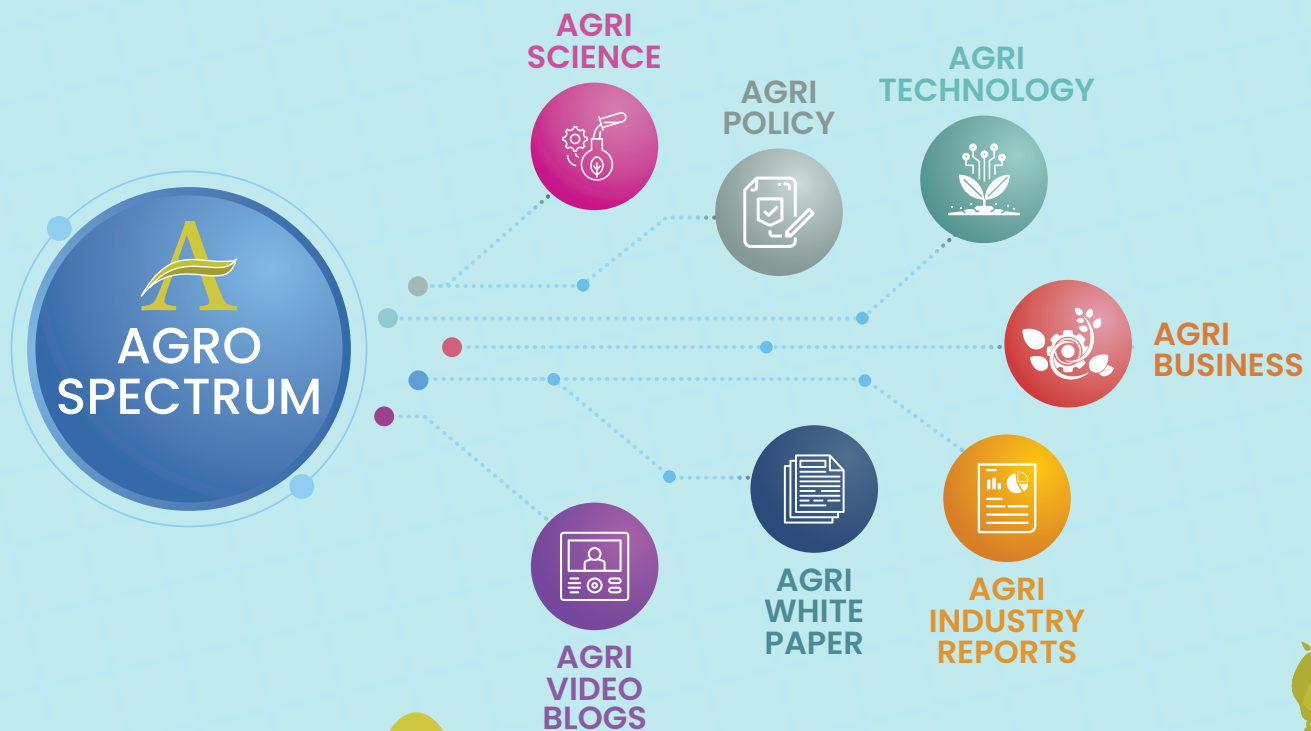 AGRI
SCIENCE
AGRI
POLICY
AGRI
TECHNOLOGY
A
AGRO
SPECTRUM
AGRI
BUSINESS
AGRI
WHITE
PAPER
AGRI
INDUSTRY
REPORTS
AGRI
VIDEO
BLOGS